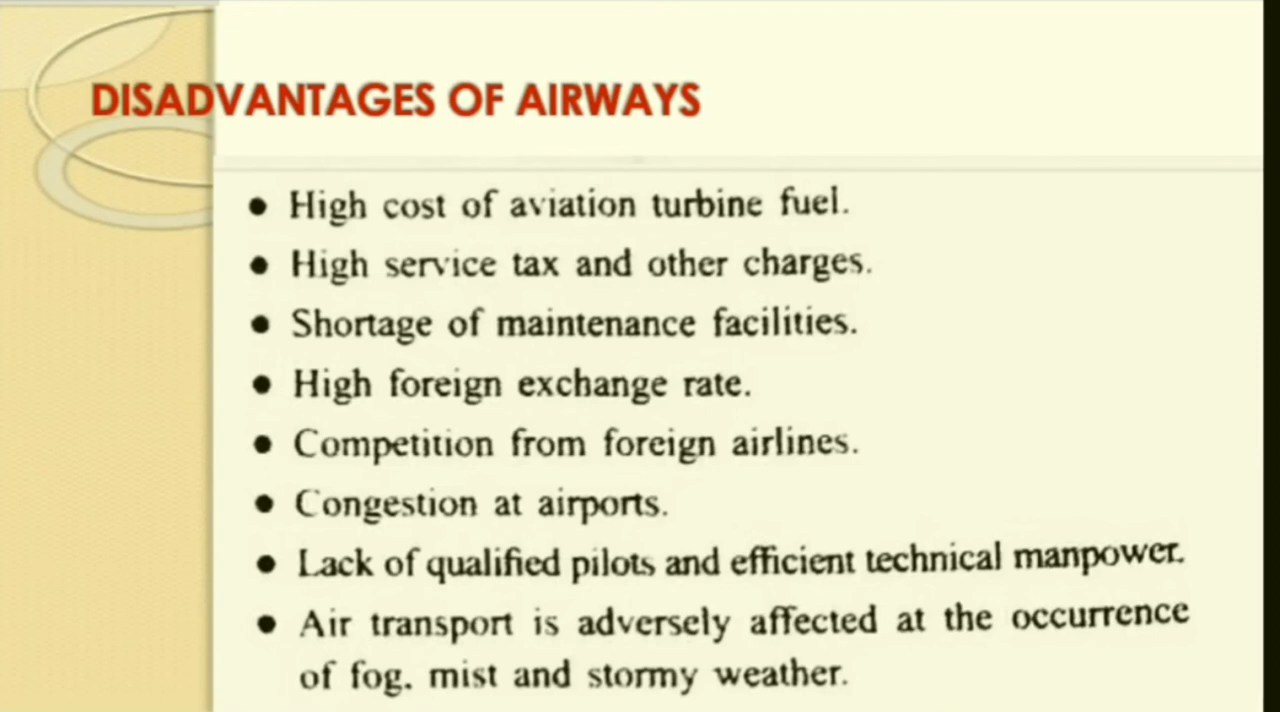 DISADVANTAGES OF AIRWAYS
● High cost of aviation turbine fuel.
● High service tax and other charges.
● Shortage of maintenance facilities.
● High foreign exchange rate.
● Competition from foreign airlines.
● Congestion at airports.
● Lack of qualified pilots and efficient technical manpower.
● Air transport is adversely affected at the occurrence
of fog, mist and stormy weather.